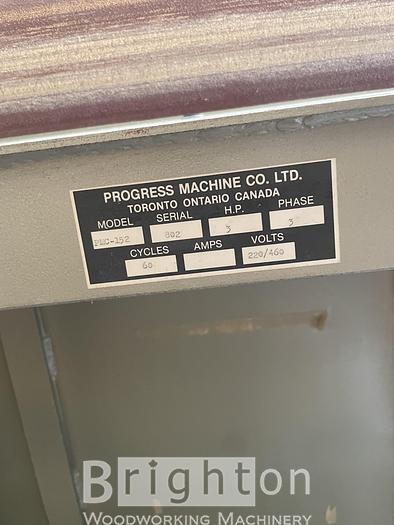 PROGRESS MACHINE CO. LTD.
TORONTO ONTARIO CANADA
MODEL SERIAL H.P. PHASE
PMC-152 802 3 3
CYCLES AMPS VOLTS
60 220/460
Brighton
WOODWORKING MACHINERY